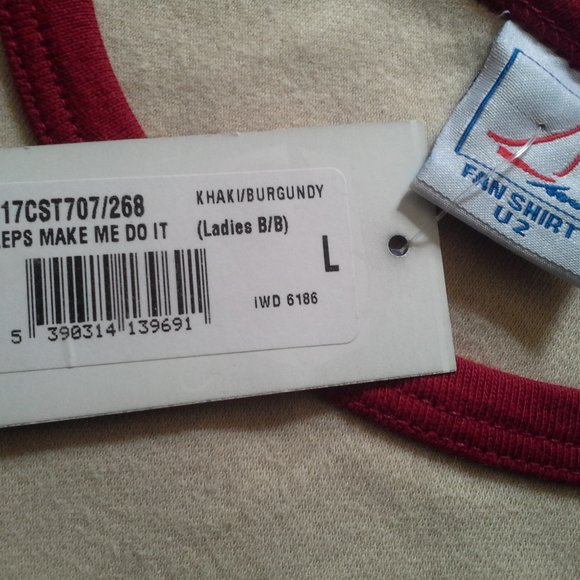 17CST707/268
KHAKI/BURGUNDY
EPS MAKE ME DO IT
(Ladies B/B)
L
IWD 6186
5 390314 139691
FAN SHIRT
U2